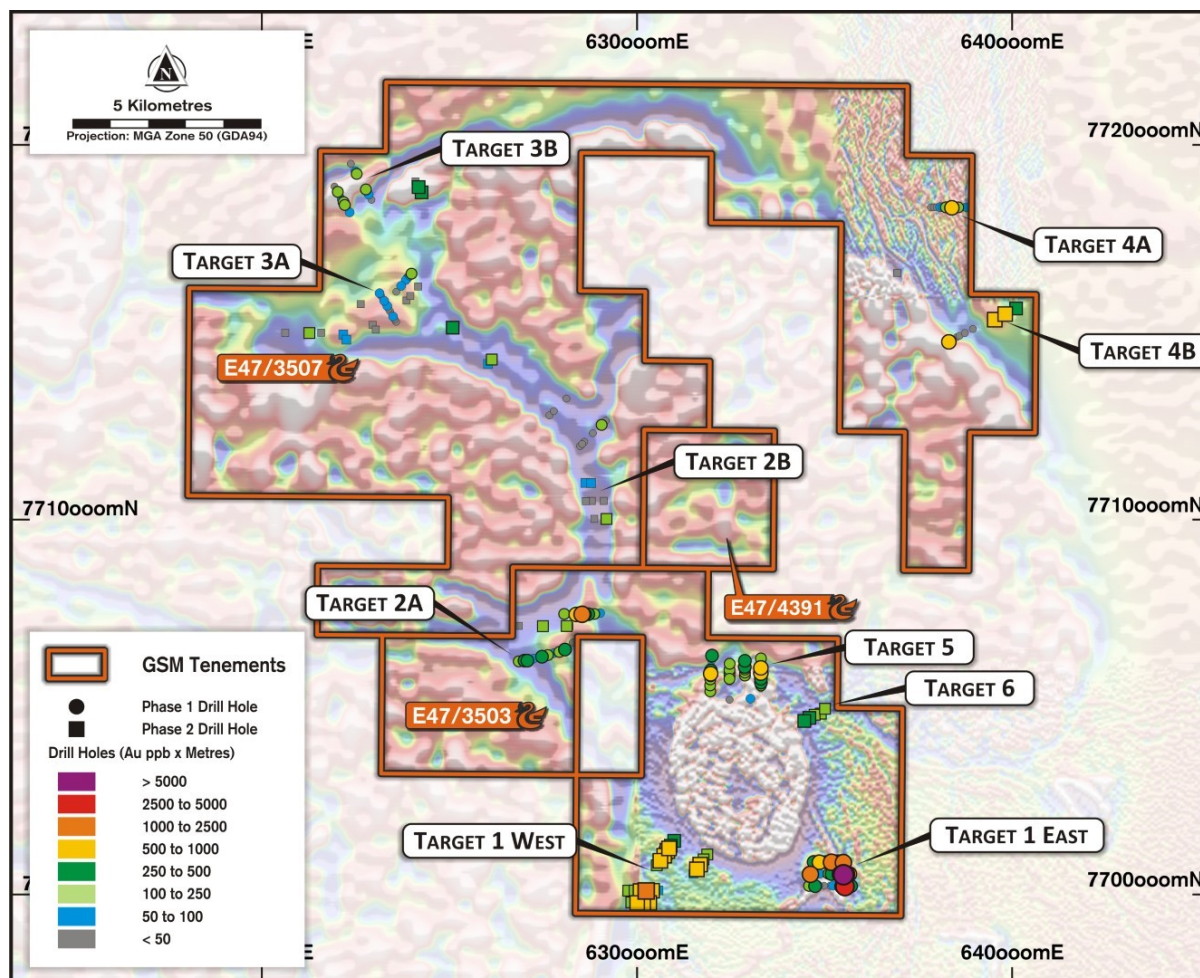 630000mE
640000mE
N
5 Kilometres
Projection: MGA Zone 50 (GDA94)
7720000mN
TARGET 3B
TARGET 4A
TARGET 3A
TARGET 4B
E47/3507
TARGET 2B
7710000mN
7710000mN
TARGET 2A
E47/4391
GSM Tenements
TARGET 5
TARGET 6
Phase 1 Drill Hole
E47/3503
Phase 2 Drill Hole
Drill Holes (Au ppb x Metres)
> 5000
2500 to 5000
1000 to 2500
500 to 1000
250 to 500
100 to 250
50 to 100
< 50
TARGET 1 WEST
TARGET 1 EAST
7700000mN
630000mE
640000mE